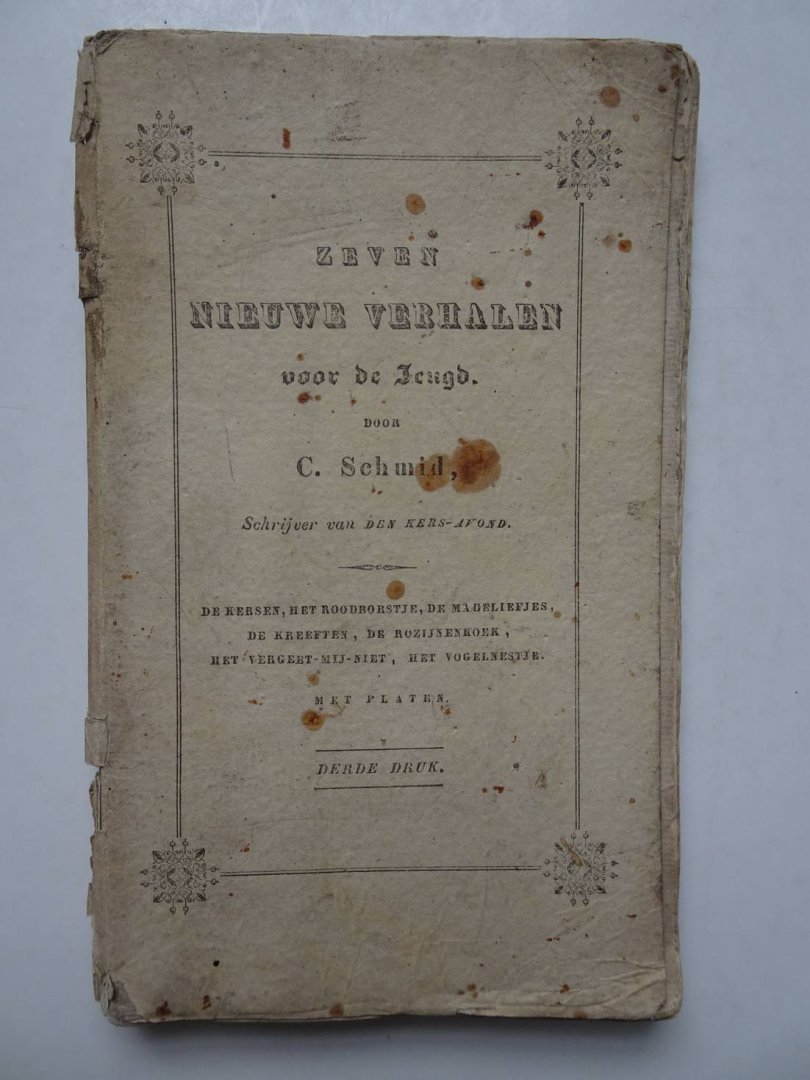 ZEVEN
NIEUWE VERHALEN
voor de Jeugd.
DOOR
C. Schmid,
Schrijver van DEN KERS-AVOND.
DE KERSEN, HET ROODBORSTJE, DE MADELIEFJES,
DE KREEFTEN, DE ROZIJNENKOEK,
HET VERGEET-MIJ-NIET, HET VOGELNESTJE.
MET PLATEN.
DERDE DRUK.